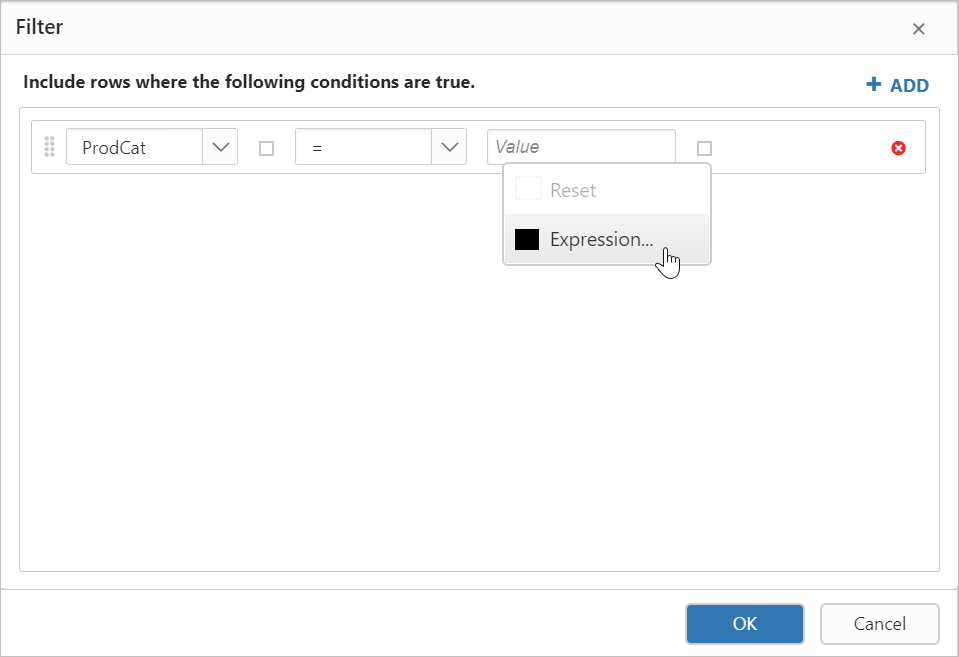 Filter
Include rows where the following conditions are true.
+ ADD
ProdCat = Value
Reset
Expression...
OK Cancel